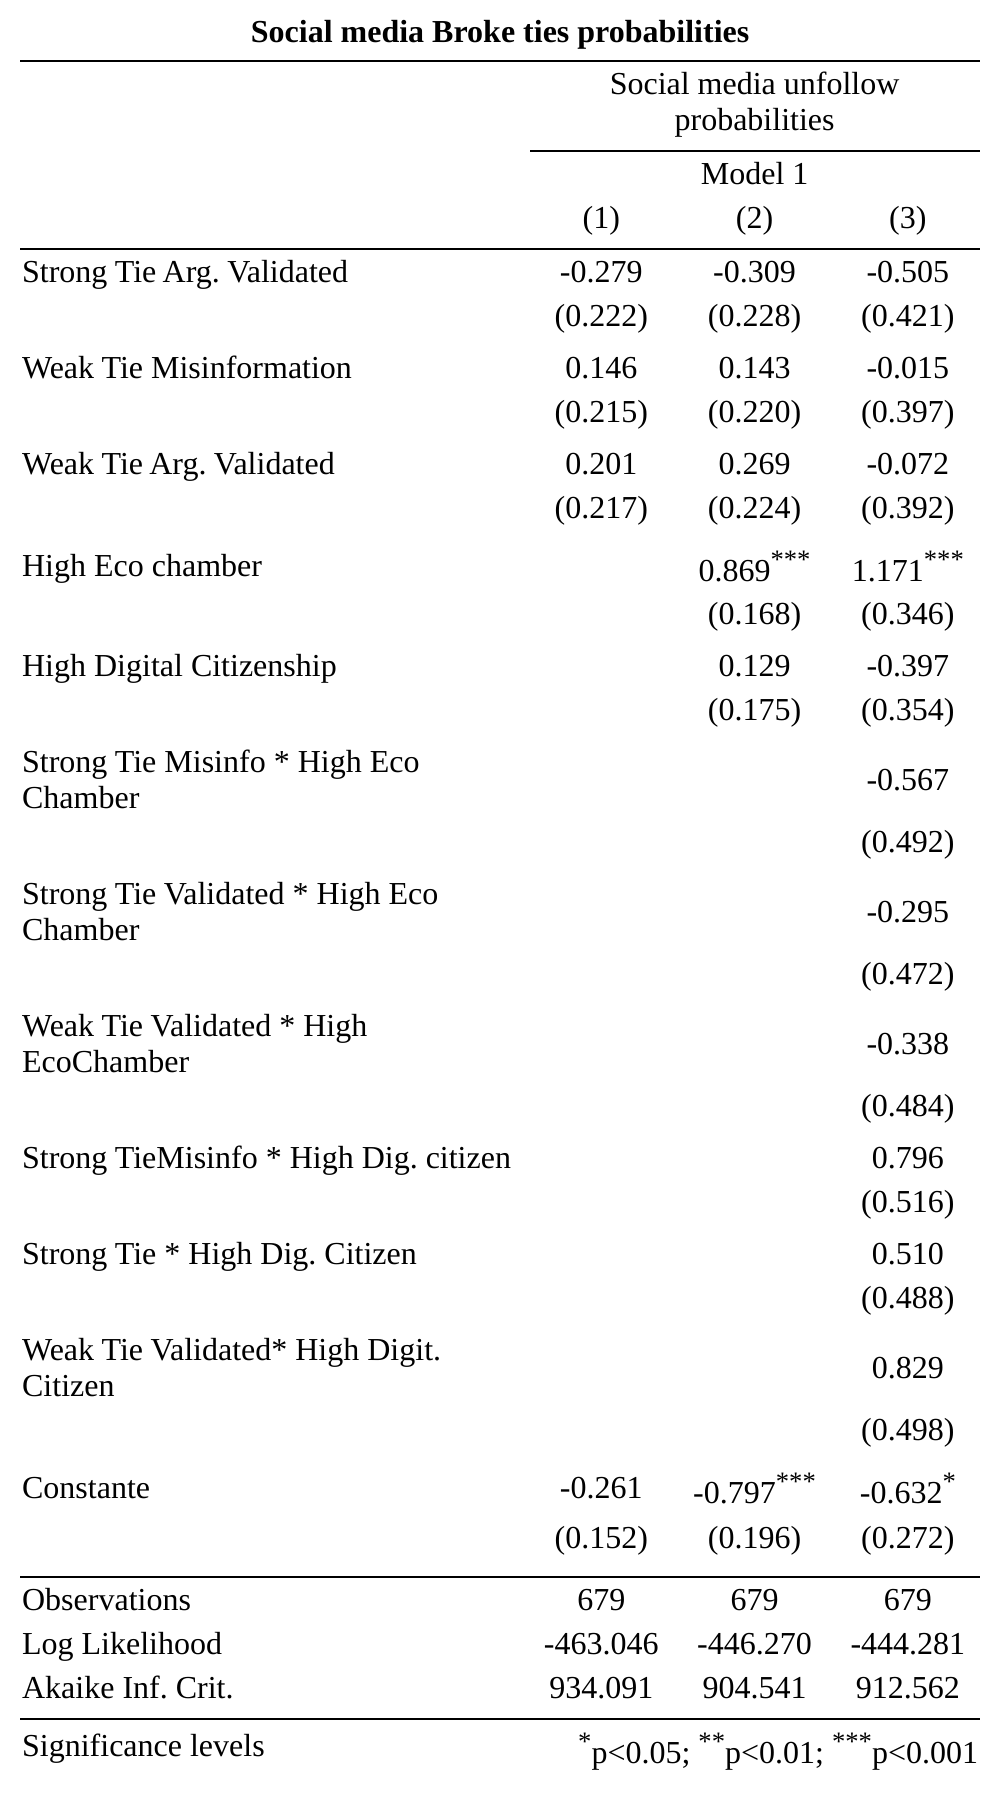 Social media Broke ties probabilities
Social media unfollow
probabilities
Model 1
(1) (2) (3)
Strong Tie Arg. Validated -0.279 -0.309 -0.505
(0.222) (0.228) (0.421)
Weak Tie Misinformation 0.146 0.143 -0.015
(0.215) (0.220) (0.397)
Weak Tie Arg. Validated 0.201 0.269 -0.072
(0.217) (0.224) (0.392)
High Eco chamber 0.869*** 1.171***
(0.168) (0.346)
High Digital Citizenship 0.129 -0.397
(0.175) (0.354)
Strong Tie Misinfo * High Eco
Chamber
-0.567
(0.492)
Strong Tie Validated * High Eco
Chamber
-0.295
(0.472)
Weak Tie Validated * High
EcoChamber
-0.338
(0.484)
Strong TieMisinfo * High Dig. citizen 0.796
(0.516)
Strong Tie * High Dig. Citizen 0.510
(0.488)
Weak Tie Validated* High Digit.
Citizen
0.829
(0.498)
Constante -0.261 -0.797*** -0.632*
(0.152) (0.196) (0.272)
Observations 679 679 679
Log Likelihood -463.046 -446.270 -444.281
Akaike Inf. Crit. 934.091 904.541 912.562
Significance levels *p<0.05; **p<0.01; ***p<0.001